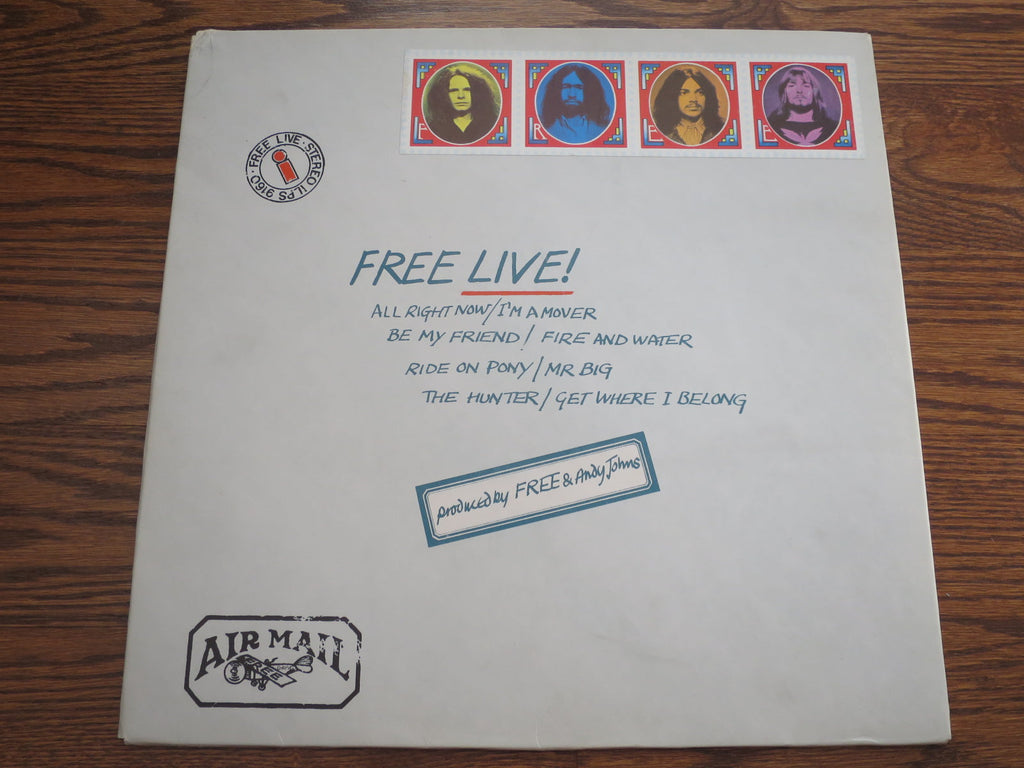 F R E E
FREE LIVE · STEREO ILPS 9160 ·
i
FREE LIVE!
ALL RIGHT NOW/I'M A MOVER
BE MY FRIEND/ FIRE AND WATER
RIDE ON PONY/MR BIG
THE HUNTER/GET WHERE I BELONG
produced by FREE & Andy Johns
AIR MAIL